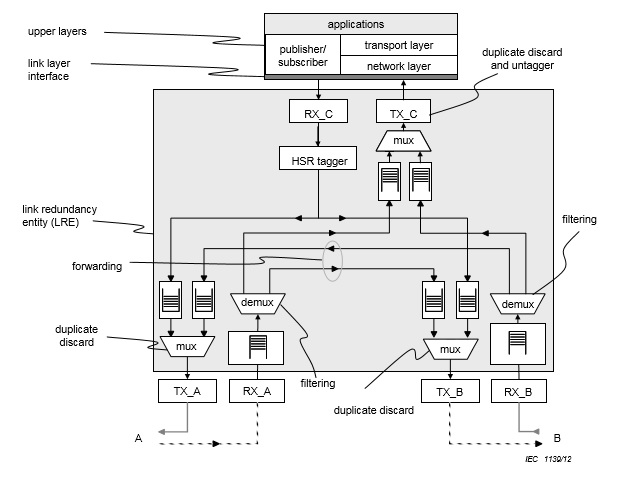 applications
upper layers
publisher/
subscriber
transport layer
network layer
link layer
interface
duplicate discard
and untagger
RX_C
TX_C
mux
HSR tagger
link redundancy
entity (LRE)
filtering
forwarding
demux
demux
duplicate
discard
mux
mux
filtering
TX_A
RX_A
duplicate discard
TX_B
RX_B
A
B
IEC 1139/12